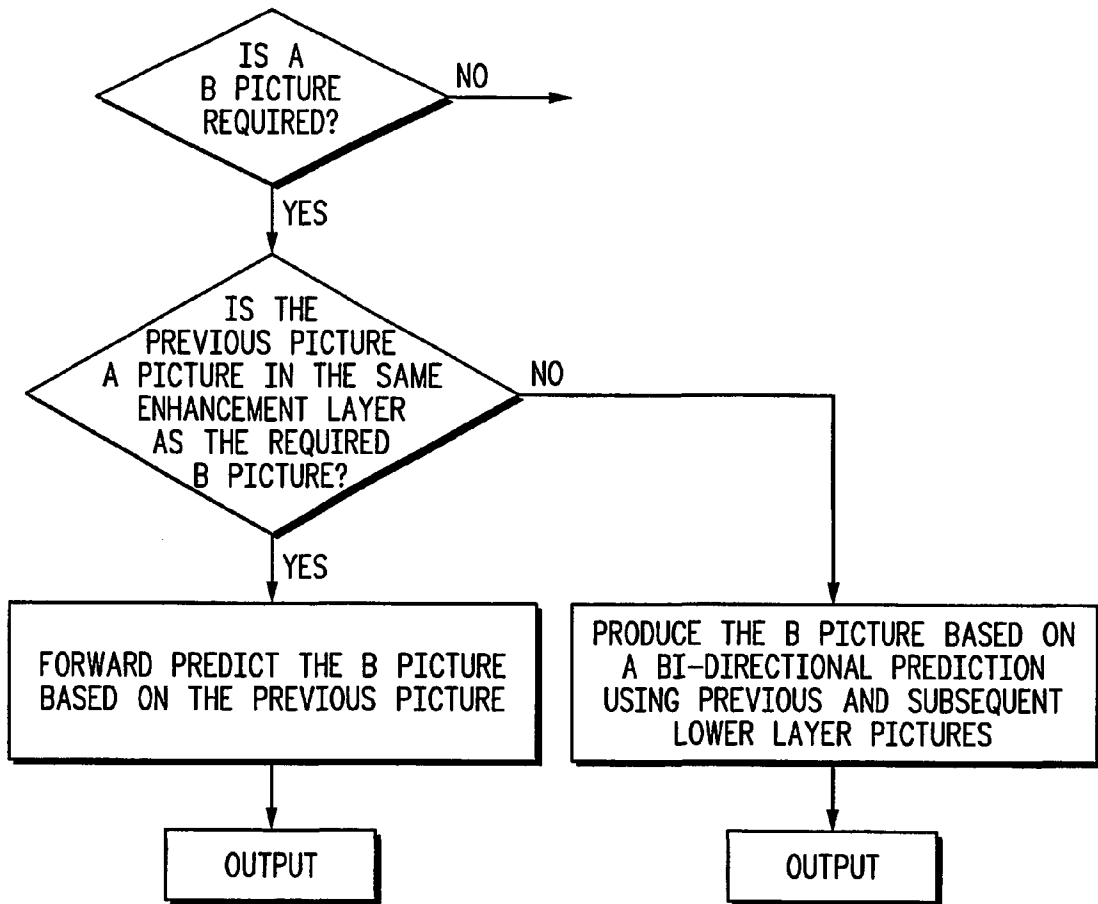 IS A
B PICTURE
REQUIRED?
NO
YES
IS THE
PREVIOUS PICTURE
A PICTURE IN THE SAME
ENHANCEMENT LAYER
AS THE REQUIRED
B PICTURE?
NO
YES
FORWARD PREDICT THE B PICTURE
BASED ON THE PREVIOUS PICTURE
PRODUCE THE B PICTURE BASED ON
A BI-DIRECTIONAL PREDICTION
USING PREVIOUS AND SUBSEQUENT
LOWER LAYER PICTURES
OUTPUT
OUTPUT